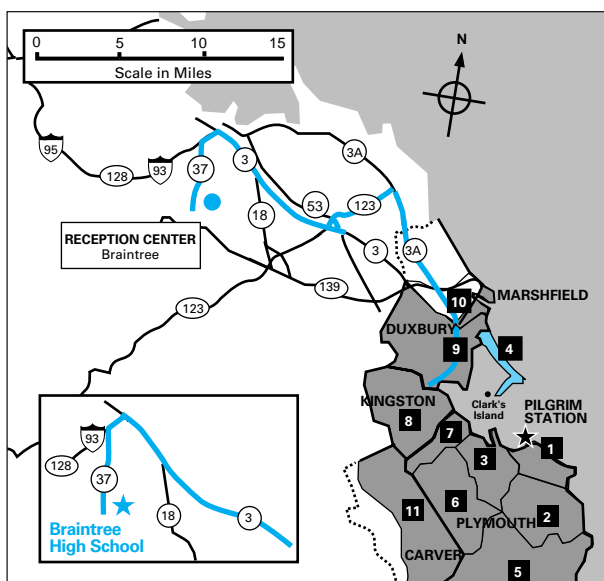 0 5 10 15
Scale in Miles
N
95
128
93
37
3
3A
53
123
18
RECEPTION CENTER
Braintree
3
3A
139
123
10
MARSHFIELD
DUXBURY
9
4
KINGSTON
Clark's
Island
PILGRIM
STATION
8
7
1
3
6
11
2
PLYMOUTH
CARVER
5
93
128
37
18
3
Braintree
High School